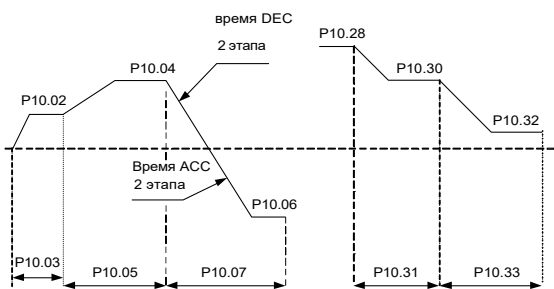 время DEC
2 этапа
P10.28
P10.04
P10.30
P10.02
P10.32
Время ACC
2 этапа
P10.06
P10.03
P10.05
P10.07
P10.31
P10.33